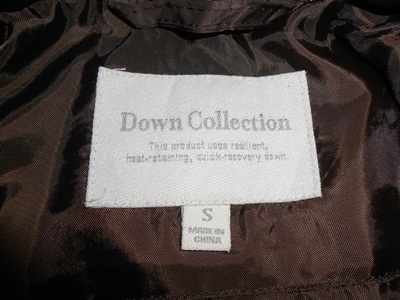 Down Collection
This product uses resilient,
heat-retaining, quick-recovery down.
S
MADE IN
CHINA